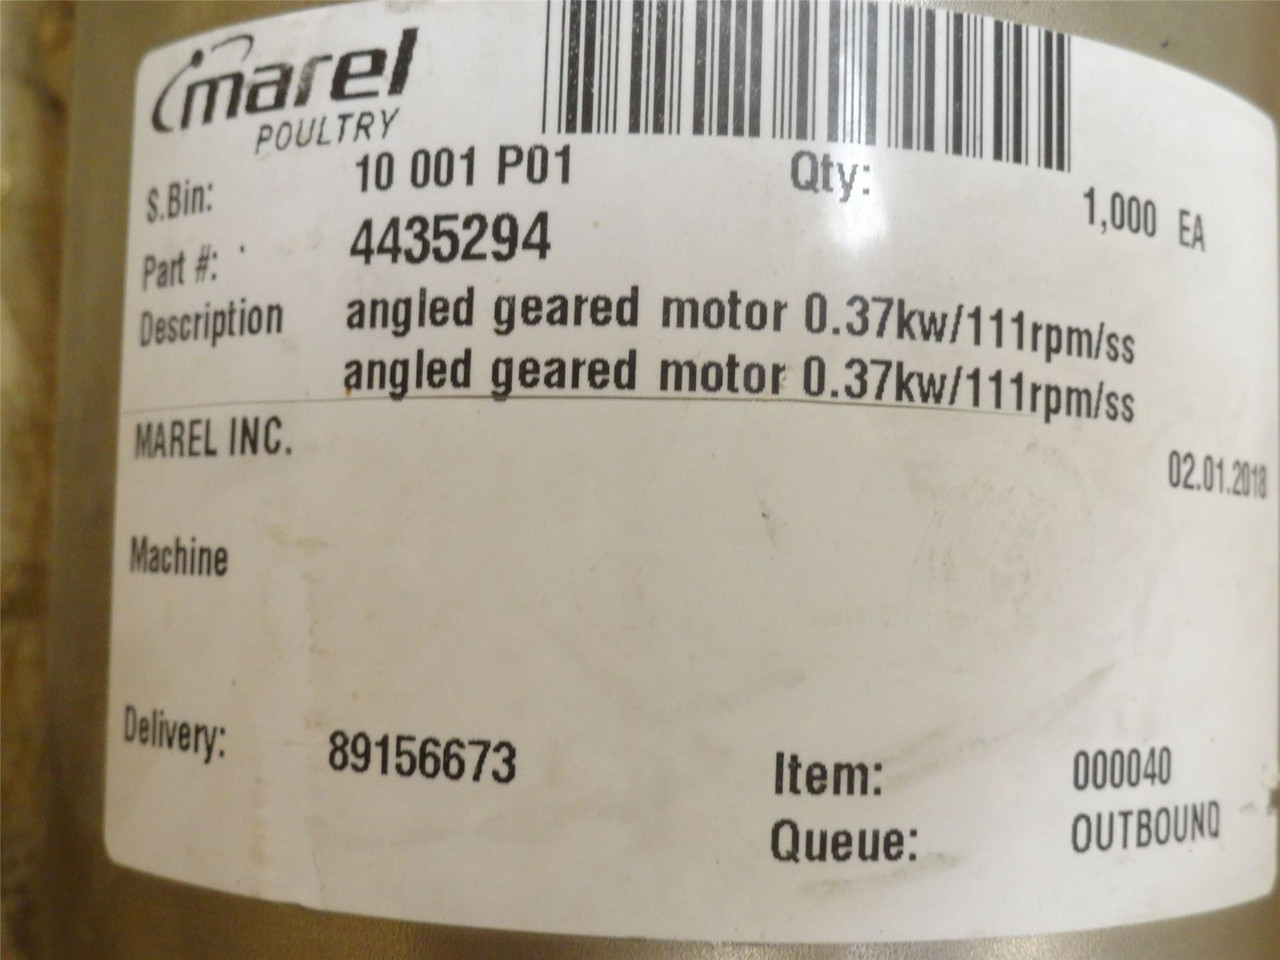 marel
POULTRY
S.Bin: 10 001 P01 Qty: 1,000 EA
Part #: 4435294
Description angled geared motor 0.37kw/111rpm/ss
angled geared motor 0.37kw/111rpm/ss
MAREL INC. 02.01.2018
Machine
Delivery: 89156673 Item: 000040
Queue: OUTBOUND